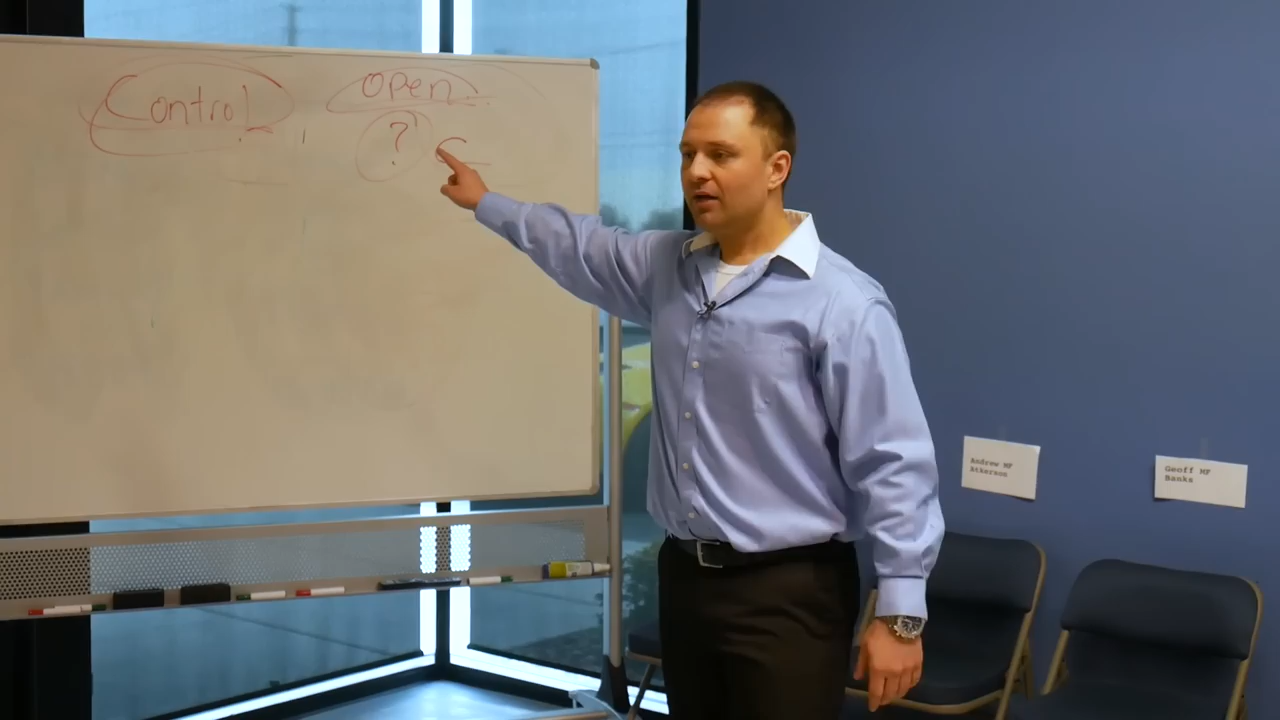 Control
open
?
C
Andrew MF
Atkerson
Geoff MF
Banks